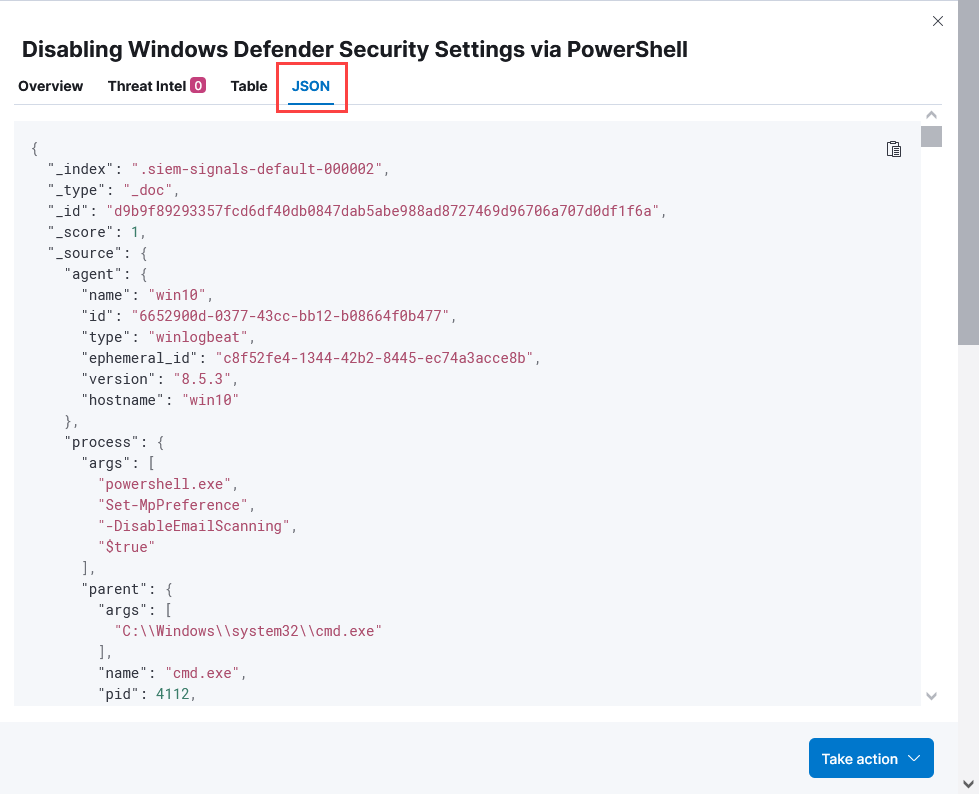 Disabling Windows Defender Security Settings via PowerShell
Overview Threat Intel 0 Table JSON
{
"_index": ".siem-signals-default-000002",
"_type": "_doc",
"_id": "d9b9f89293357fcd6df40db0847dab5abe988ad8727469d96706a707d0df1f6a",
"_score": 1,
"_source": {
"agent": {
"name": "win10",
"id": "6652900d-0377-43cc-bb12-b08664f0b477",
"type": "winlogbeat",
"ephemeral_id": "c8f52fe4-1344-42b2-8445-ec74a3acce8b",
"version": "8.5.3",
"hostname": "win10"
},
"process": {
"args": [
"powershell.exe",
"Set-MpPreference",
"-DisableEmailScanning",
"$true"
],
"parent": {
"args": [
"C:\\Windows\\system32\\cmd.exe"
],
"name": "cmd.exe",
"pid": 4112,
Take action